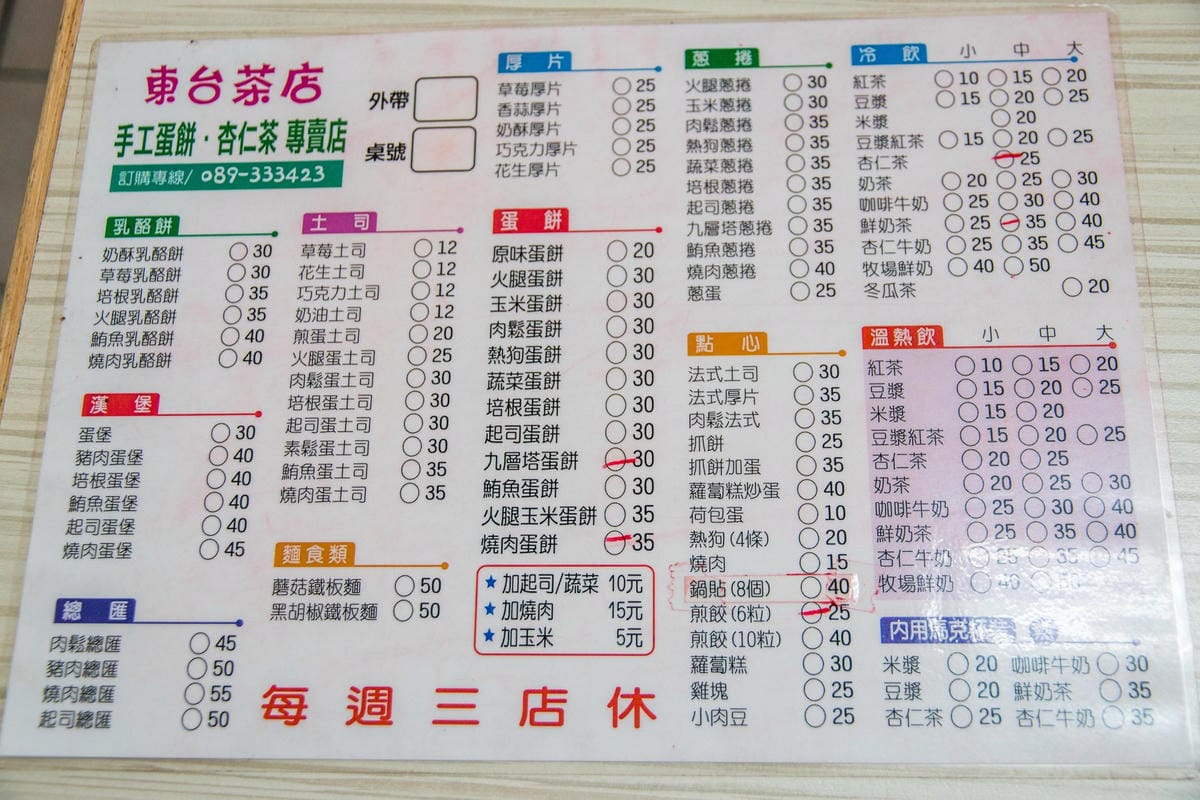 東台茶店
手工蛋餅·杏仁茶 專賣店
訂購專線/ 089-333423
外帶
桌號
乳酪餅
奶酥乳酪餅 30
草莓乳酪餅 30
培根乳酪餅 35
火腿乳酪餅 35
鮪魚乳酪餅 40
燒肉乳酪餅 40
漢堡
蛋堡 30
豬肉蛋堡 40
培根蛋堡 40
鮪魚蛋堡 40
起司蛋堡 40
燒肉蛋堡 45
總匯
肉鬆總匯 45
豬肉總匯 50
燒肉總匯 55
起司總匯 50
土司
草莓土司 12
花生土司 12
巧克力土司 12
奶油土司 12
煎蛋土司 20
火腿蛋土司 25
肉鬆蛋土司 30
培根蛋土司 30
起司蛋土司 30
素鬆蛋土司 30
鮪魚蛋土司 35
燒肉蛋土司 35
麵食類
蘑菇鐵板麵 50
黑胡椒鐵板麵 50
厚片
草莓厚片 25
香蒜厚片 25
奶酥厚片 25
巧克力厚片 25
花生厚片 25
蛋餅
原味蛋餅 20
火腿蛋餅 30
玉米蛋餅 30
肉鬆蛋餅 30
熱狗蛋餅 30
蔬菜蛋餅 30
培根蛋餅 30
起司蛋餅 30
九層塔蛋餅 30
鮪魚蛋餅 30
火腿玉米蛋餅 35
燒肉蛋餅 35
★ 加起司/蔬菜 10元
★ 加燒肉 15元
★ 加玉米 5元
每週三店休
蔥捲
火腿蔥捲 30
玉米蔥捲 30
肉鬆蔥捲 35
熱狗蔥捲 35
蔬菜蔥捲 35
培根蔥捲 35
起司蔥捲 35
九層塔蔥捲 35
鮪魚蔥捲 35
燒肉蔥捲 40
蔥蛋 25
點心
法式土司 30
法式厚片 35
肉鬆法式 35
抓餅 25
抓餅加蛋 35
蘿蔔糕炒蛋 40
荷包蛋 10
熱狗(4條) 20
燒肉 15
鍋貼(8個) 40
煎餃(6粒) 25
煎餃(10粒) 40
蘿蔔糕 30
雞塊 25
小肉豆 25
冷飲 小 中 大
紅茶 10 15 20
豆漿 15 20 25
米漿 20
豆漿紅茶 15 20 25
杏仁茶 25
奶茶 20 25 30
咖啡牛奶 25 30 40
鮮奶茶 25 35 40
杏仁牛奶 25 35 45
牧場鮮奶 40 50
冬瓜茶 20
溫熱飲 小 中 大
紅茶 10 15 20
豆漿 15 20 25
米漿 15 20
豆漿紅茶 15 20 25
杏仁茶 20 25
奶茶 20 25 30
咖啡牛奶 25 30 40
鮮奶茶 25 35 40
杏仁牛奶 25 35 45
牧場鮮奶 40 50
內用馬克杯
米漿 20 咖啡牛奶 30
豆漿 20 鮮奶茶 35
杏仁茶 25 杏仁牛奶 35